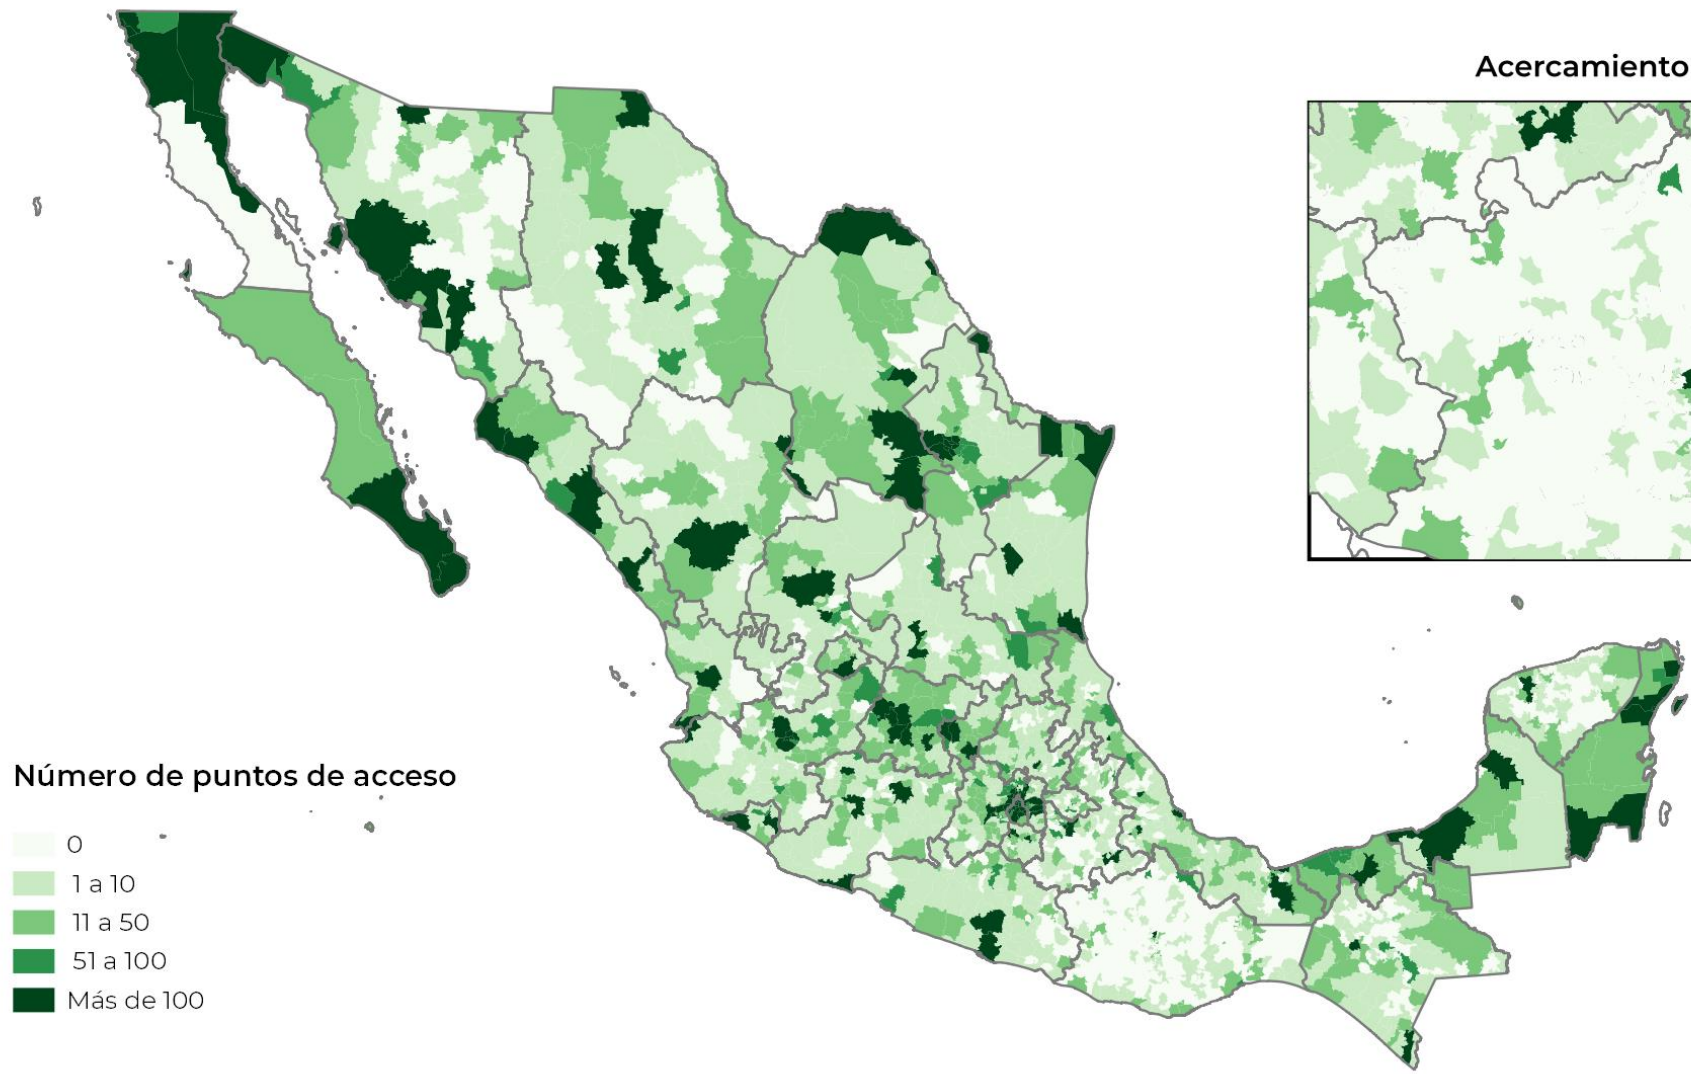 Acercamiento
Número de puntos de acceso
0
1 a 10
11 a 50
51 a 100
Más de 100